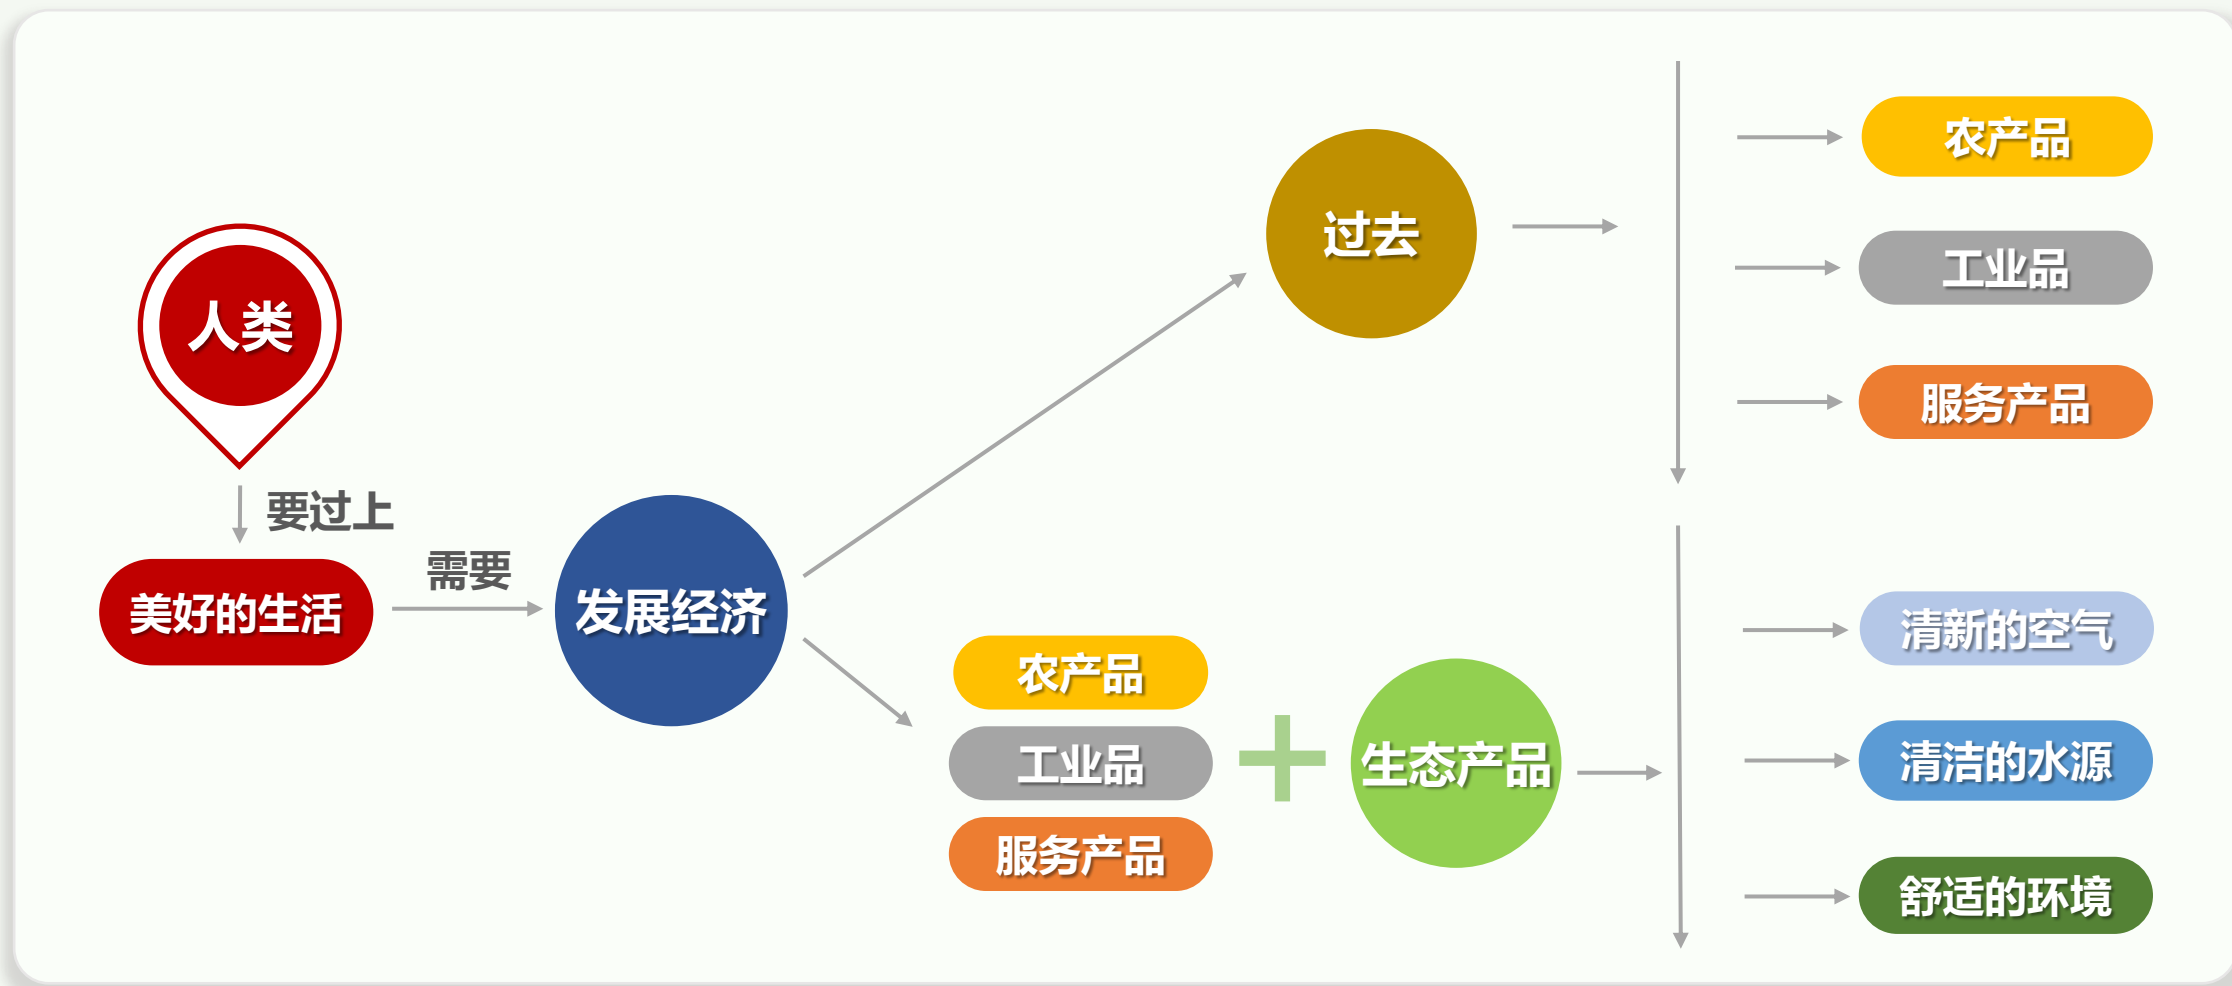 人类
要过上
美好的生活
需要
发展经济
过去
农产品
工业品
服务产品
农产品
工业品
服务产品
生态产品
清新的空气
清洁的水源
舒适的环境